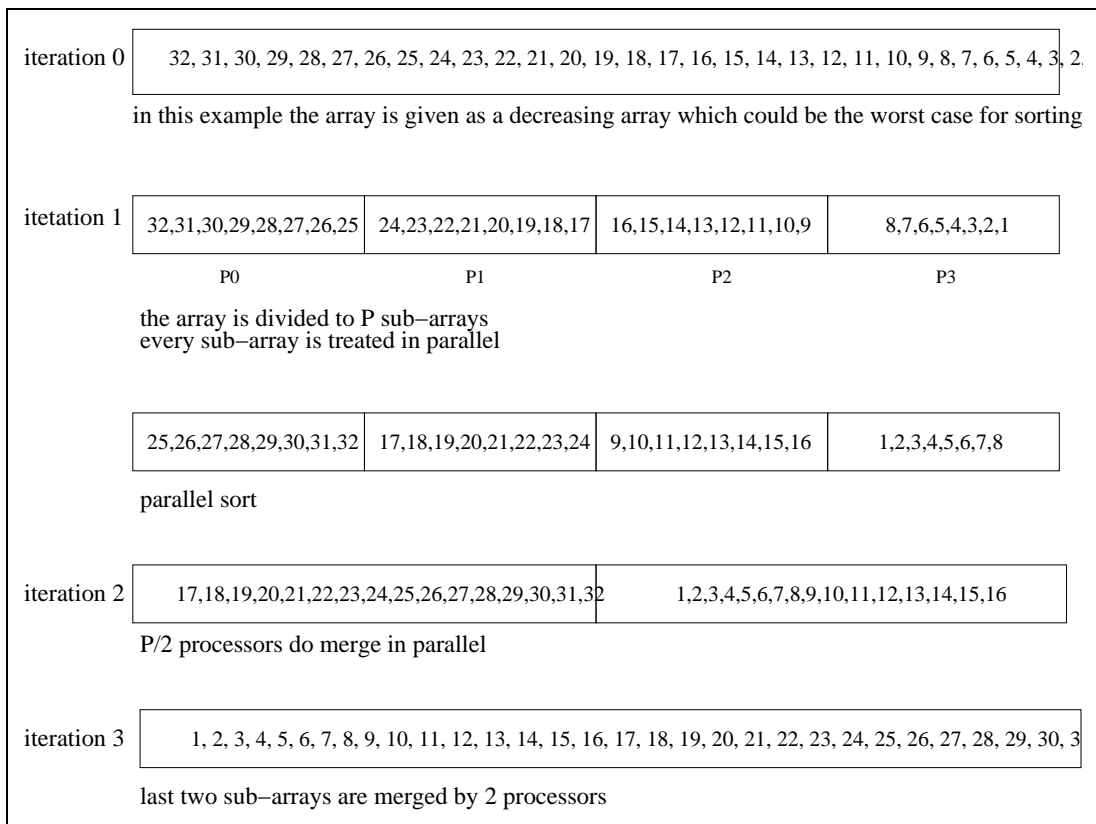 iteration 0
32, 31, 30, 29, 28, 27, 26, 25, 24, 23, 22, 21, 20, 19, 18, 17, 16, 15, 14, 13, 12, 11, 10, 9, 8, 7, 6, 5, 4, 3, 2,
in this example the array is given as a decreasing array which could be the worst case for sorting
itetation 1
32,31,30,29,28,27,26,25 24,23,22,21,20,19,18,17 16,15,14,13,12,11,10,9 8,7,6,5,4,3,2,1
P0 P1 P2 P3
the array is divided to P sub−arrays
every sub−array is treated in parallel
25,26,27,28,29,30,31,32 17,18,19,20,21,22,23,24 9,10,11,12,13,14,15,16 1,2,3,4,5,6,7,8
parallel sort
iteration 2
17,18,19,20,21,22,23,24,25,26,27,28,29,30,31,32 1,2,3,4,5,6,7,8,9,10,11,12,13,14,15,16
P/2 processors do merge in parallel
iteration 3
1, 2, 3, 4, 5, 6, 7, 8, 9, 10, 11, 12, 13, 14, 15, 16, 17, 18, 19, 20, 21, 22, 23, 24, 25, 26, 27, 28, 29, 30, 3
last two sub−arrays are merged by 2 processors